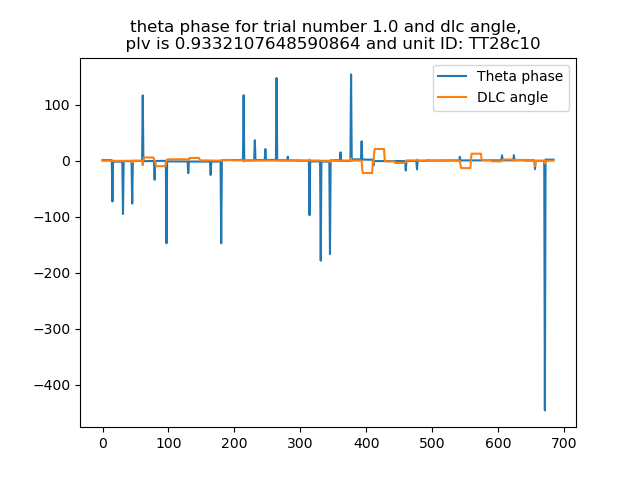 theta phase for trial number 1.0 and dlc angle,
plv is 0.9332107648590864 and unit ID: TT28c10
Theta phase
DLC angle
100
0
−100
−200
−300
−400
0 100 200 300 400 500 600 700